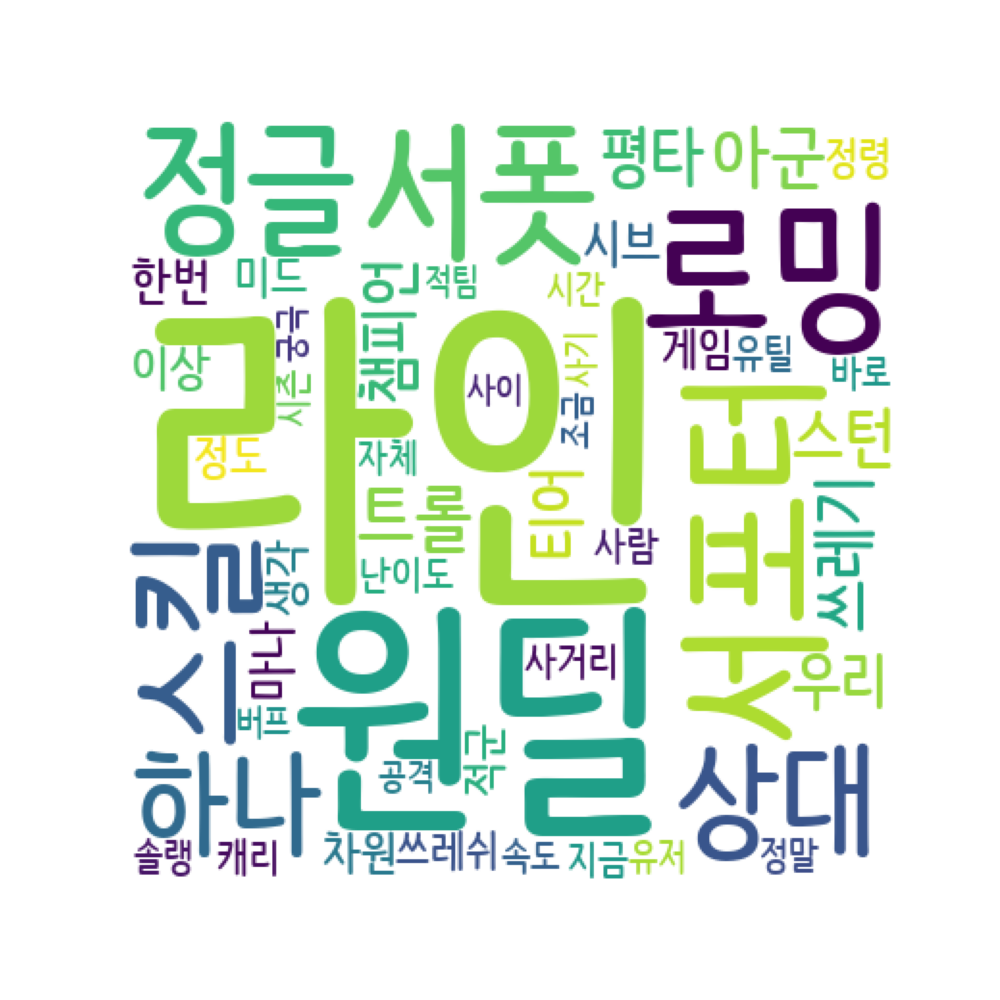 정글
서폿
평타
아군
정령
로밍
시브
한번
미드
챔피언
적팀
시간
궁극
라인
게임
유틸
바로
이상
시즌
사이
조금
사기
서포터
스턴
정도
자체
티어
트롤
쓰레기
사람
스킬
생각
난이도
원딜
마나
사거리
우리
버프
적군
하나
공격
상대
솔랭
캐리
차원
쓰레쉬
속도
지금
유저
정말